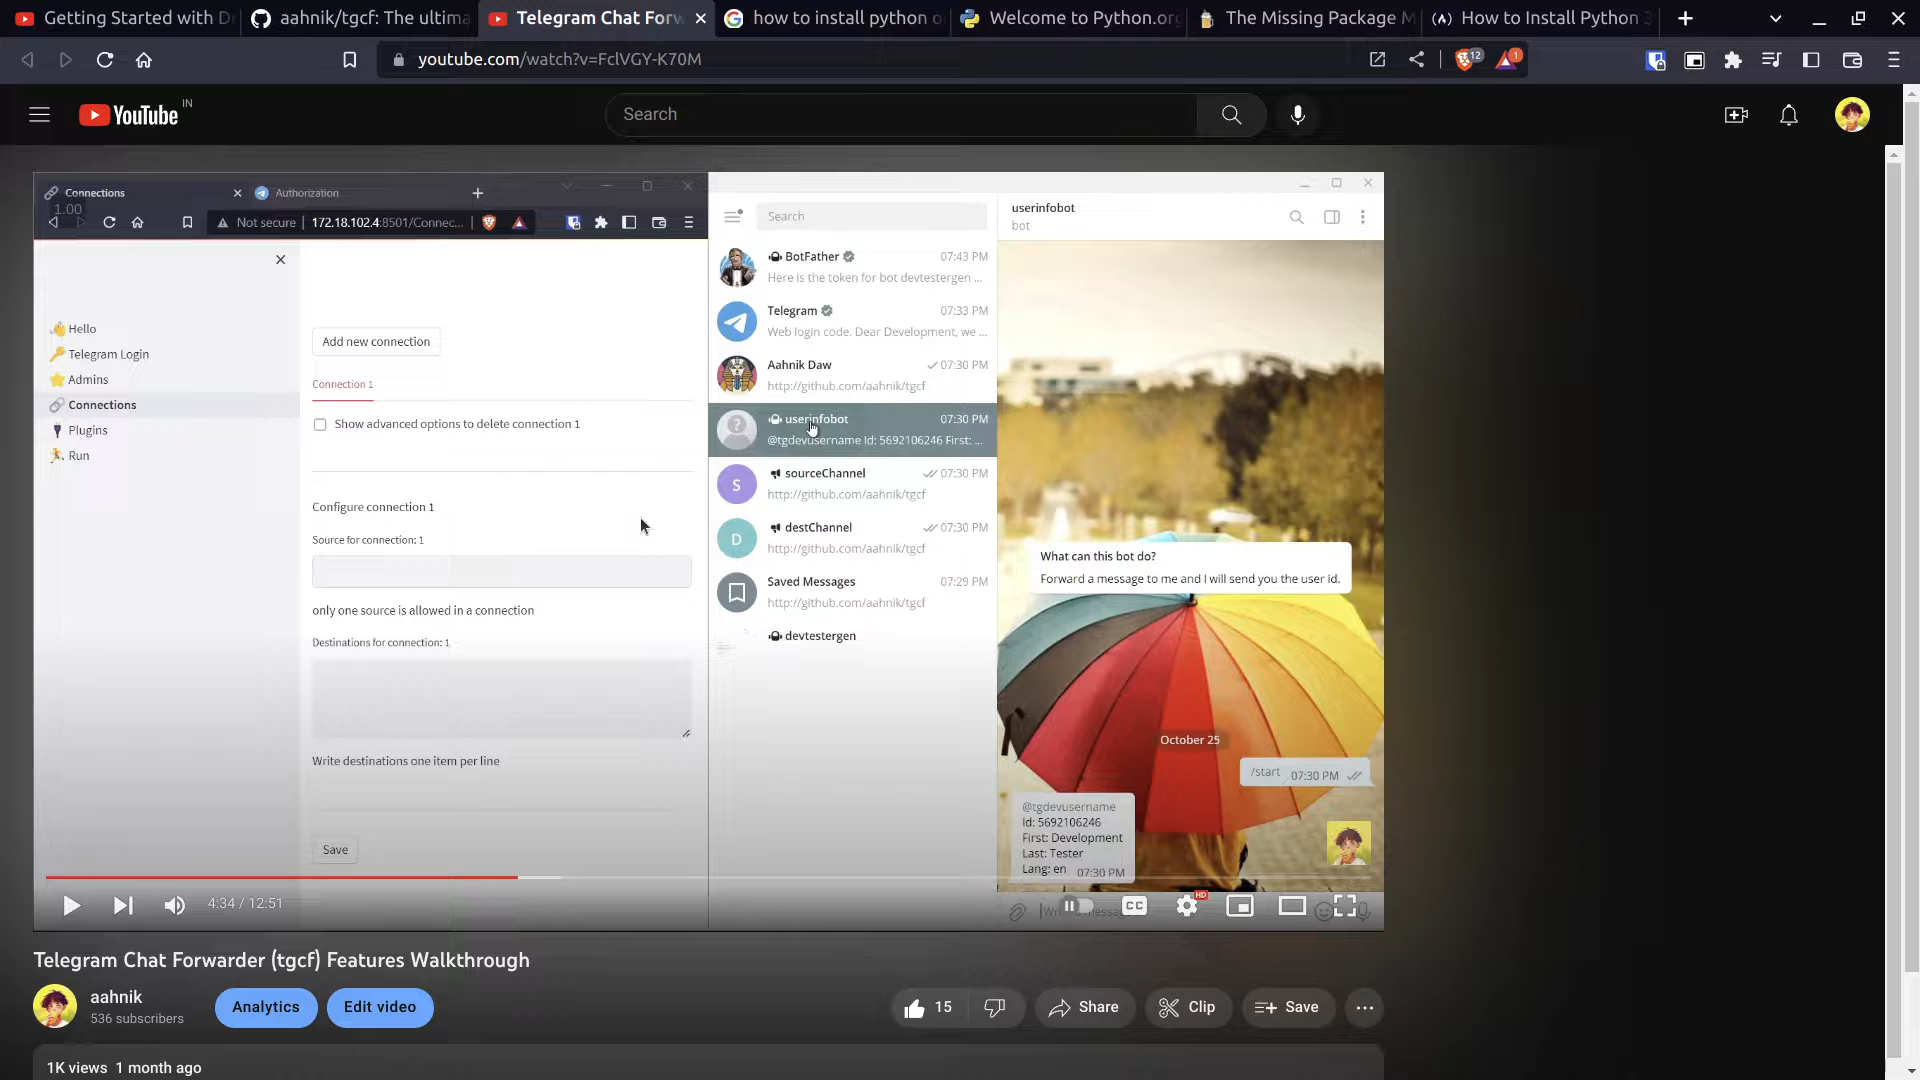 Getting Started with D
aahnik/tgcf: The ultima
Telegram Chat Forw
how to install python o
Welcome to Python.org
The Missing Package M
How to Install Python 3
youtube.com/watch?v=FclVGY-K70M
12
1
YouTube
IN
Search
Connections
Authorization
1.00
Not secure
172.18.102.4:8501/Connec...
Hello
Telegram Login
Admins
Connections
Plugins
Run
Add new connection
Connection 1
Show advanced options to delete connection 1
Configure connection 1
Source for connection: 1
only one source is allowed in a connection
Destinations for connection: 1
Write destinations one item per line
Save
Search
BotFather
07:43 PM
Here is the token for bot devtestergen ...
Telegram
07:33 PM
Web login code. Dear Development, we ...
Aahnik Daw
07:30 PM
http://github.com/aahnik/tgcf
userinfobot
07:30 PM
@tgdevusername Id: 5692106246 First: ...
S
sourceChannel
07:30 PM
http://github.com/aahnik/tgcf
D
destChannel
07:30 PM
http://github.com/aahnik/tgcf
Saved Messages
07:29 PM
http://github.com/aahnik/tgcf
devtestergen
userinfobot
bot
What can this bot do?
Forward a message to me and I will send you the user id.
October 25
/start
07:30 PM
@tgdevusername
Id: 5692106246
First: Development
Last: Tester
Lang: en
07:30 PM
4:34 / 12:51
CC
HD
Telegram Chat Forwarder (tgcf) Features Walkthrough
aahnik
536 subscribers
Analytics
Edit video
15
Share
Clip
Save
1K views 1 month ago